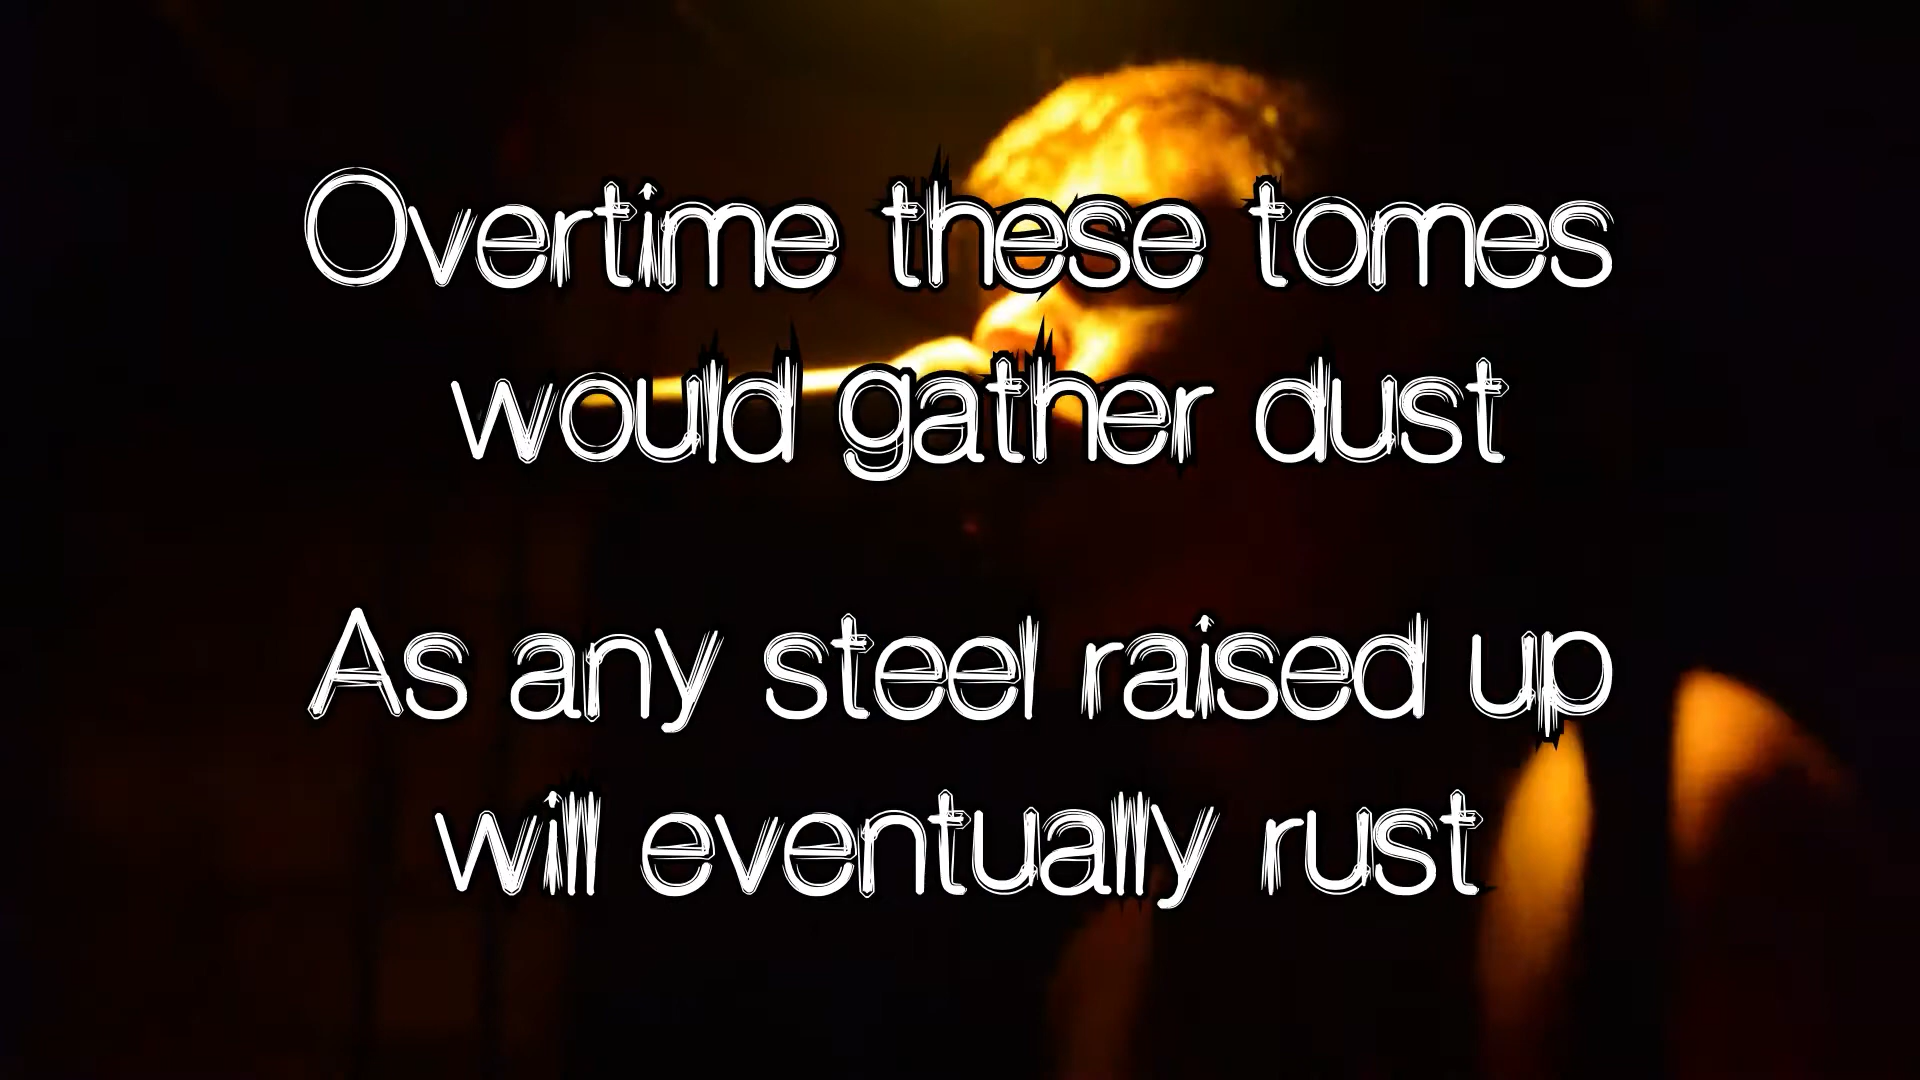 Overtime these tomes
would gather dust
As any steel raised up
will eventually rust